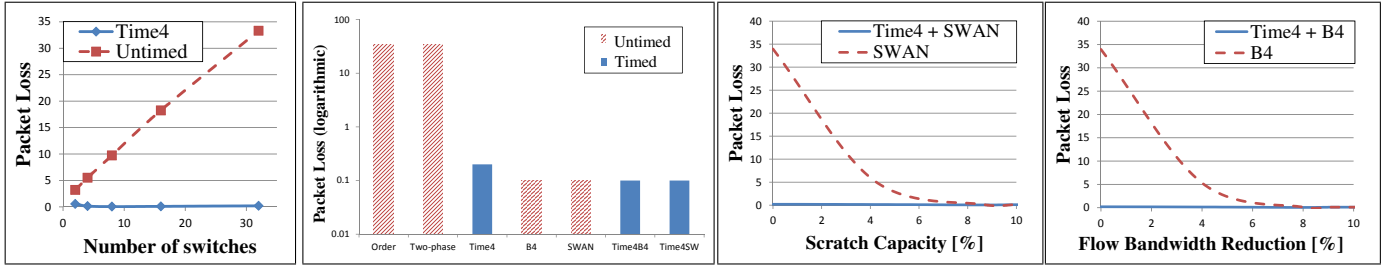 35
30
25
20
15
10
5
0
Time4
Untimed
Packet Loss
0 10 20 30
Number of switches
100
10
1
0.1
0.01
Packet Loss (logarithmic)
Untimed
Timed
Order Two-phase Time4 B4 SWAN Time4B4 Time4SW
40
35
30
25
20
15
10
5
0
Packet Loss
Time4 + SWAN
SWAN
0 2 4 6 8 10
Scratch Capacity [%]
40
35
30
25
20
15
10
5
0
Packet Loss
Time4 + B4
B4
0 2 4 6 8 10
Flow Bandwidth Reduction [%]